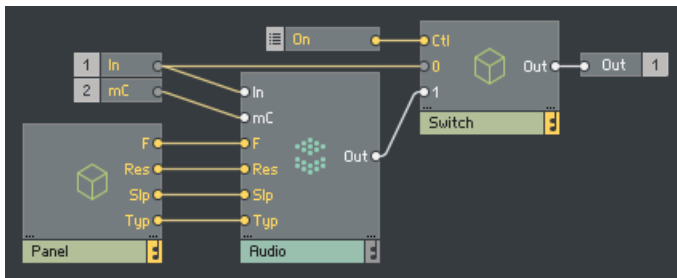 On
Ctl
1 In
0
Out
Out 1
2 mC
In
1
mC
Switch
F
F
Out
Res
Res
Slp
Slp
Typ
Typ
...
...
...
...
...
...
Panel
Audio